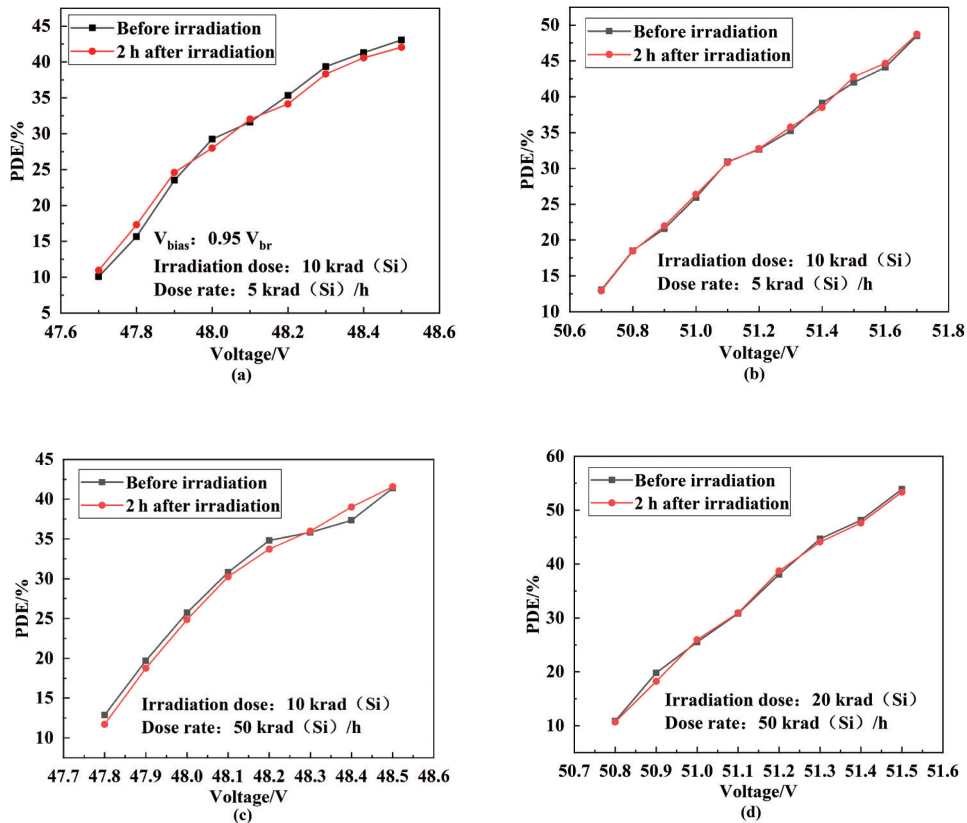 Before irradiation
2 h after irradiation
45
40
35
30
25
20
15
10
5
PDE/%
V_bias：0.95 V_br
Irradiation dose：10 krad（Si）
Dose rate：5 krad（Si）/h
47.6 47.8 48.0 48.2 48.4 48.6
Voltage/V
(a)
Before irradiation
2 h after irradiation
50
45
40
35
30
25
20
15
10
PDE/%
Irradiation dose：10 krad（Si）
Dose rate：5 krad（Si）/h
50.6 50.8 51.0 51.2 51.4 51.6 51.8
Voltage/V
(b)
Before irradiation
2 h after irradiation
45
40
35
30
25
20
15
10
PDE/%
Irradiation dose：10 krad（Si）
Dose rate：50 krad（Si）/h
47.7 47.8 47.9 48.0 48.1 48.2 48.3 48.4 48.5 48.6
Voltage/V
(c)
Before irradiation
2 h after irradiation
60
50
40
30
20
10
PDE/%
Irradiation dose：20 krad（Si）
Dose rate：50 krad（Si）/h
50.7 50.8 50.9 51.0 51.1 51.2 51.3 51.4 51.5 51.6
Voltage/V
(d)